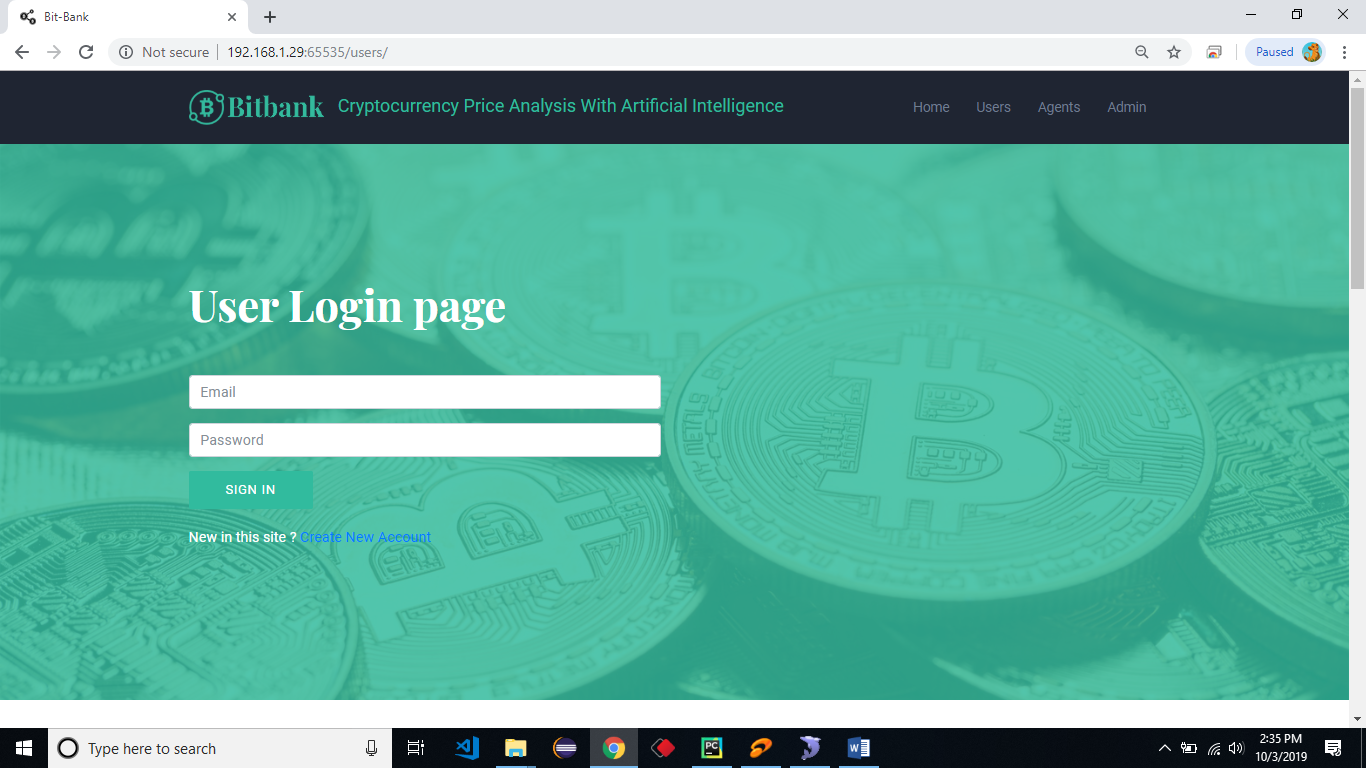 Bit-Bank
Not secure
192.168.1.29:65535/users/
Paused
Bitbank
Cryptocurrency Price Analysis With Artificial Intelligence
Home
Users
Agents
Admin
User Login page
Email
Password
SIGN IN
New in this site ? Create New Account
Type here to search
PC
W
2:35 PM
10/3/2019